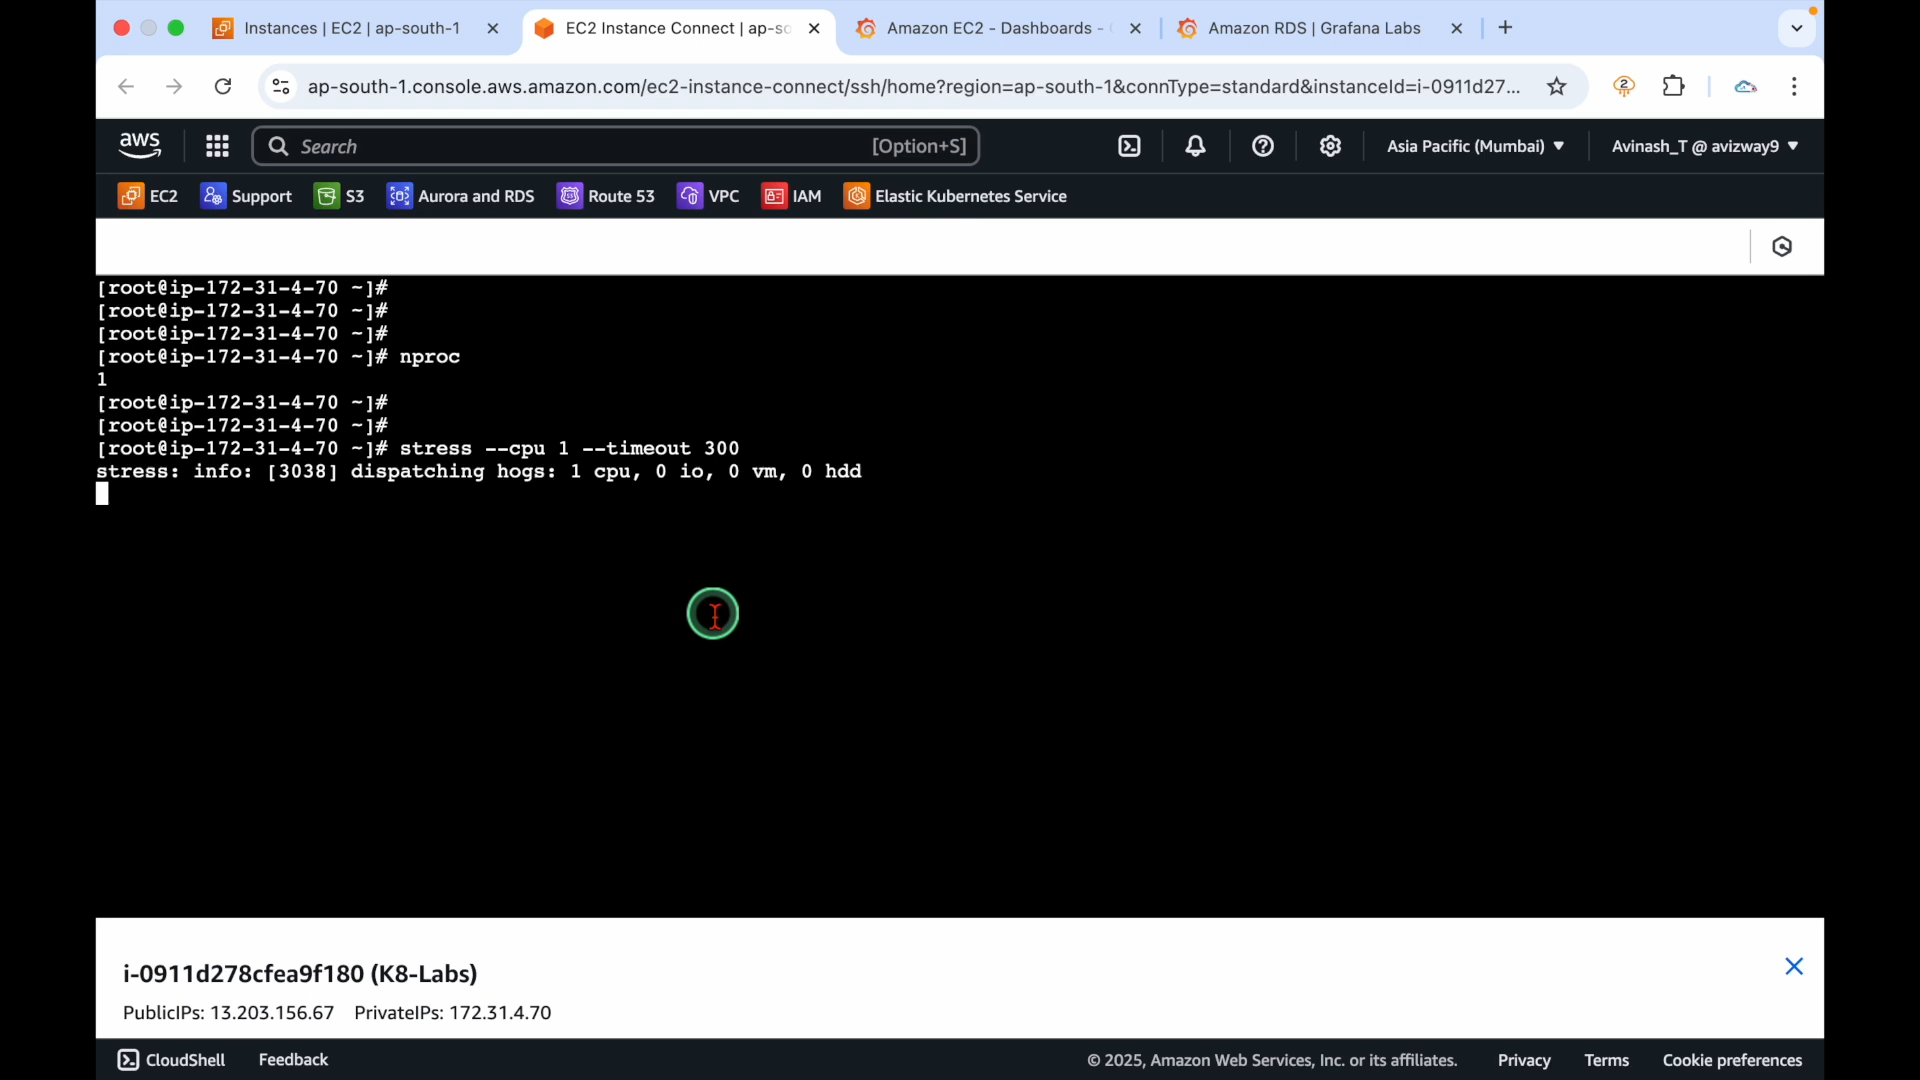 Instances | EC2 | ap-south-1
EC2 Instance Connect | ap-so
Amazon EC2 - Dashboards -
Amazon RDS | Grafana Labs
ap-south-1.console.aws.amazon.com/ec2-instance-connect/ssh/home?region=ap-south-1&connType=standard&instanceId=i-0911d27...
2
aws
Search
[Option+S]
Asia Pacific (Mumbai)
Avinash_T @ avizway9
EC2
Support
S3
Aurora and RDS
Route 53
VPC
IAM
Elastic Kubernetes Service
[root@ip-172-31-4-70 ~]#
[root@ip-172-31-4-70 ~]#
[root@ip-172-31-4-70 ~]#
[root@ip-172-31-4-70 ~]# nproc
1
[root@ip-172-31-4-70 ~]#
[root@ip-172-31-4-70 ~]#
[root@ip-172-31-4-70 ~]# stress --cpu 1 --timeout 300
stress: info: [3038] dispatching hogs: 1 cpu, 0 io, 0 vm, 0 hdd
i-0911d278cfea9f180 (K8-Labs)
PublicIPs: 13.203.156.67 PrivateIPs: 172.31.4.70
CloudShell
Feedback
© 2025, Amazon Web Services, Inc. or its affiliates.
Privacy
Terms
Cookie preferences